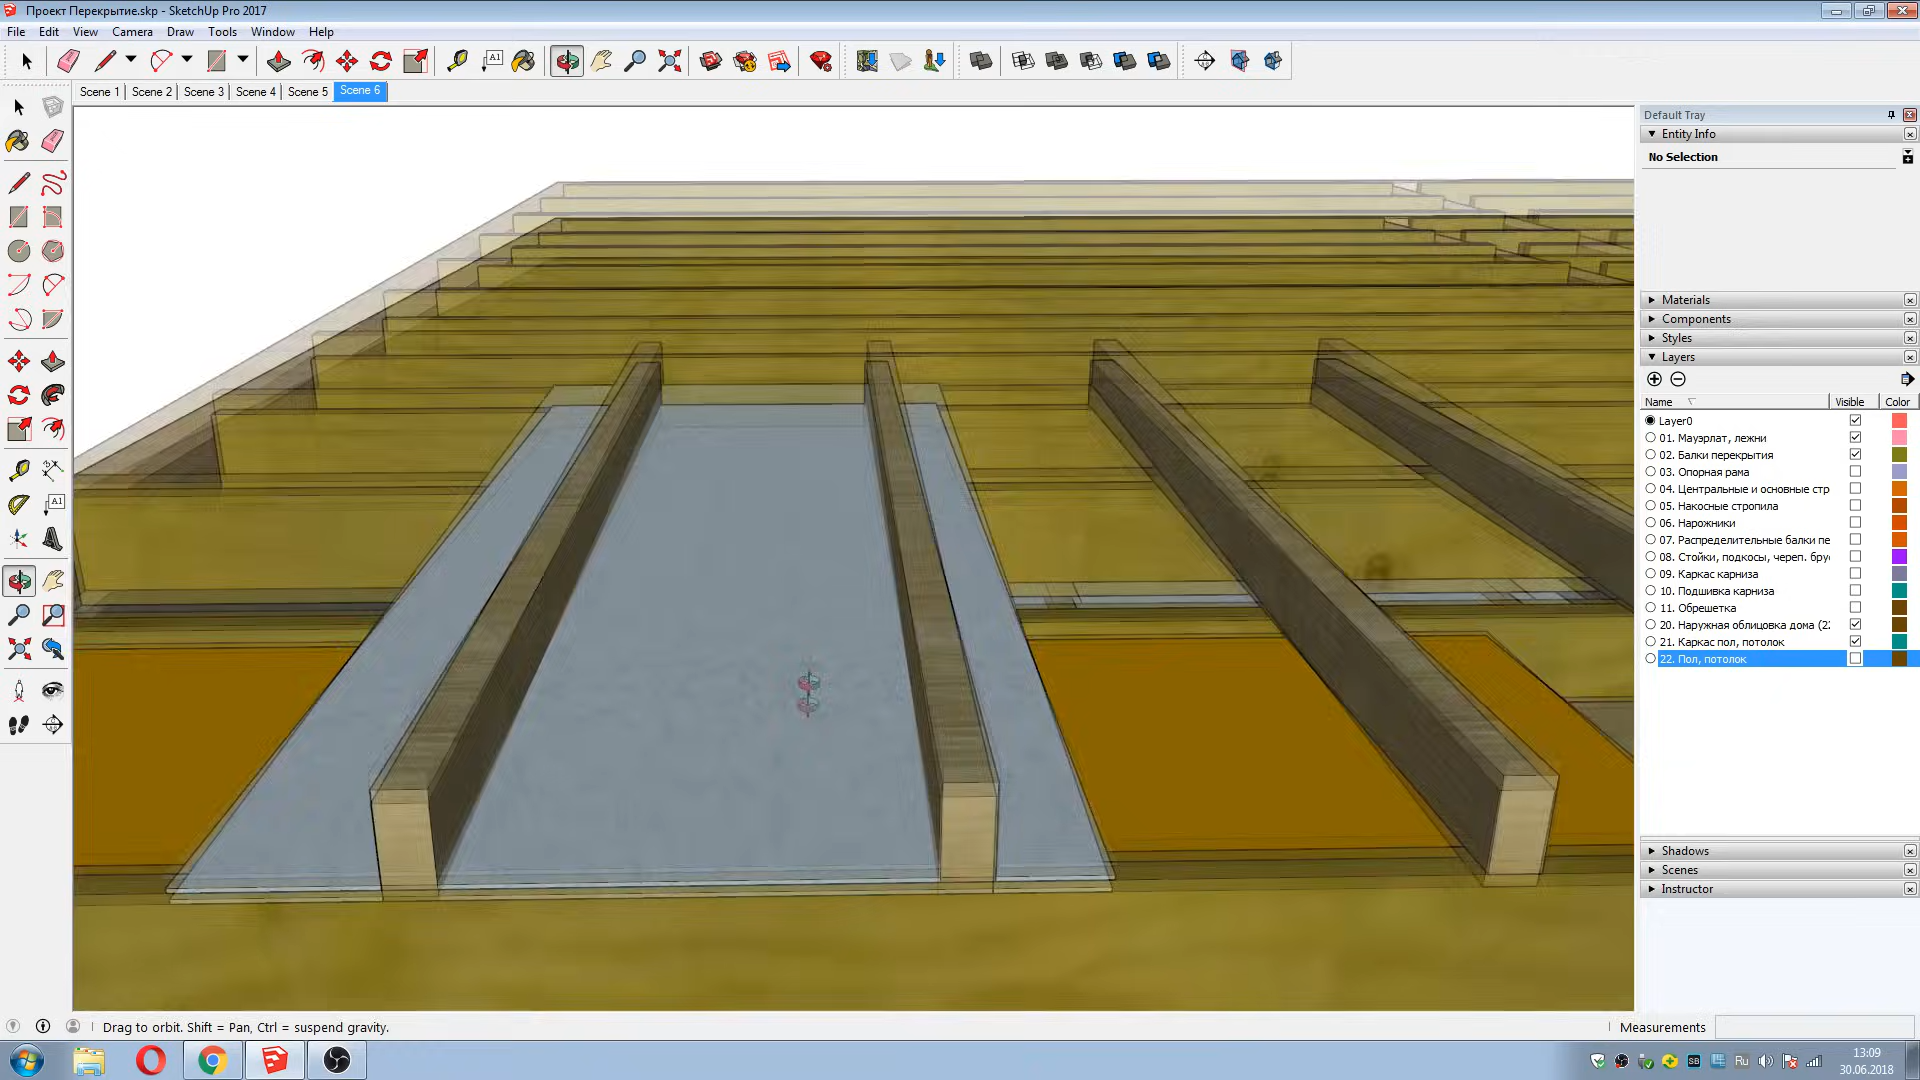 Проект Перекрытие.skp - SketchUp Pro 2017
File Edit View Camera Draw Tools Window Help
A1
Scene 1 Scene 2 Scene 3 Scene 4 Scene 5 Scene 6
Default Tray
Entity Info
No Selection
Materials
Components
Styles
Layers
Name Visible Color
Layer0
01. Мауэрлат, лежни
02. Балки перекрытия
03. Опорная рама
04. Центральные и основные стр
05. Накосные стропила
06. Нарожники
07. Распределительные балки пе
08. Стойки, подкосы, череп. бру
09. Каркас карниза
10. Подшивка карниза
11. Обрешетка
20. Наружная облицовка дома (22
21. Каркас пол, потолок
22. Пол, потолок
A1
Shadows
Scenes
Instructor
Drag to orbit. Shift = Pan, Ctrl = suspend gravity.
Measurements
SB
Ru
13:09
30.06.2018